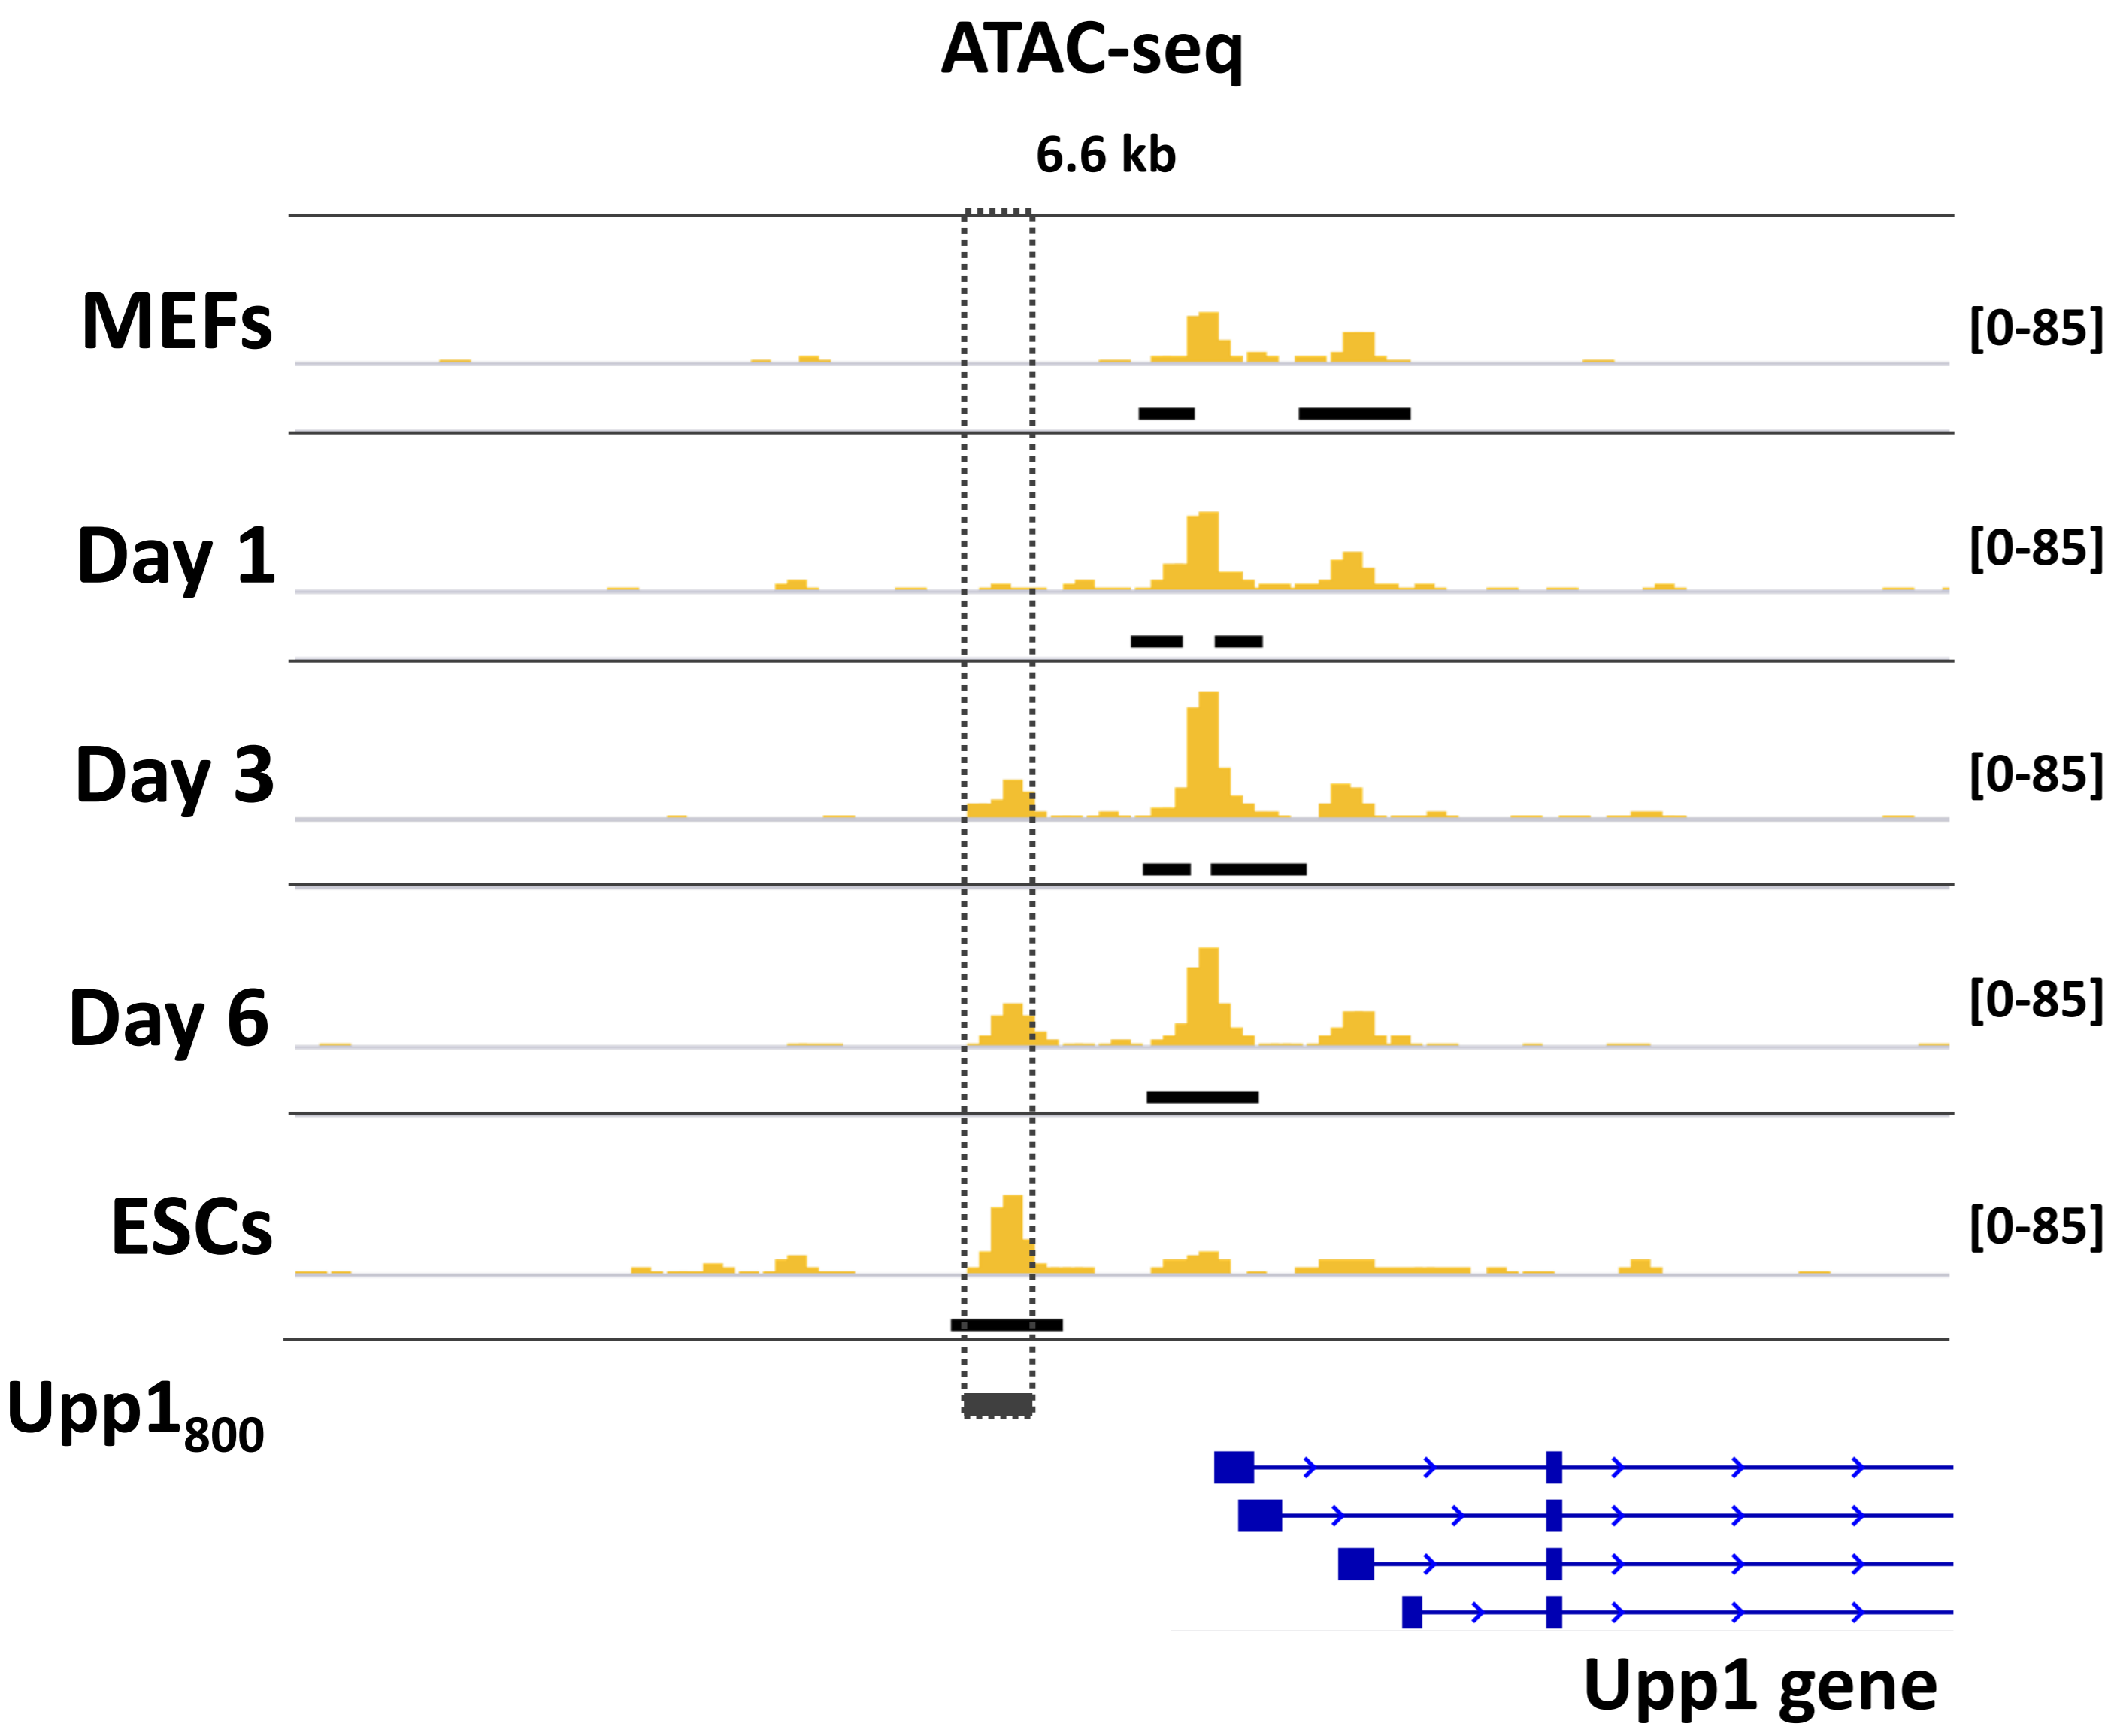 ATAC-seq
6.6 kb
MEFs [0-85]
Day 1 [0-85]
Day 3 [0-85]
Day 6 [0-85]
ESCs [0-85]
Upp1800
Upp1 gene